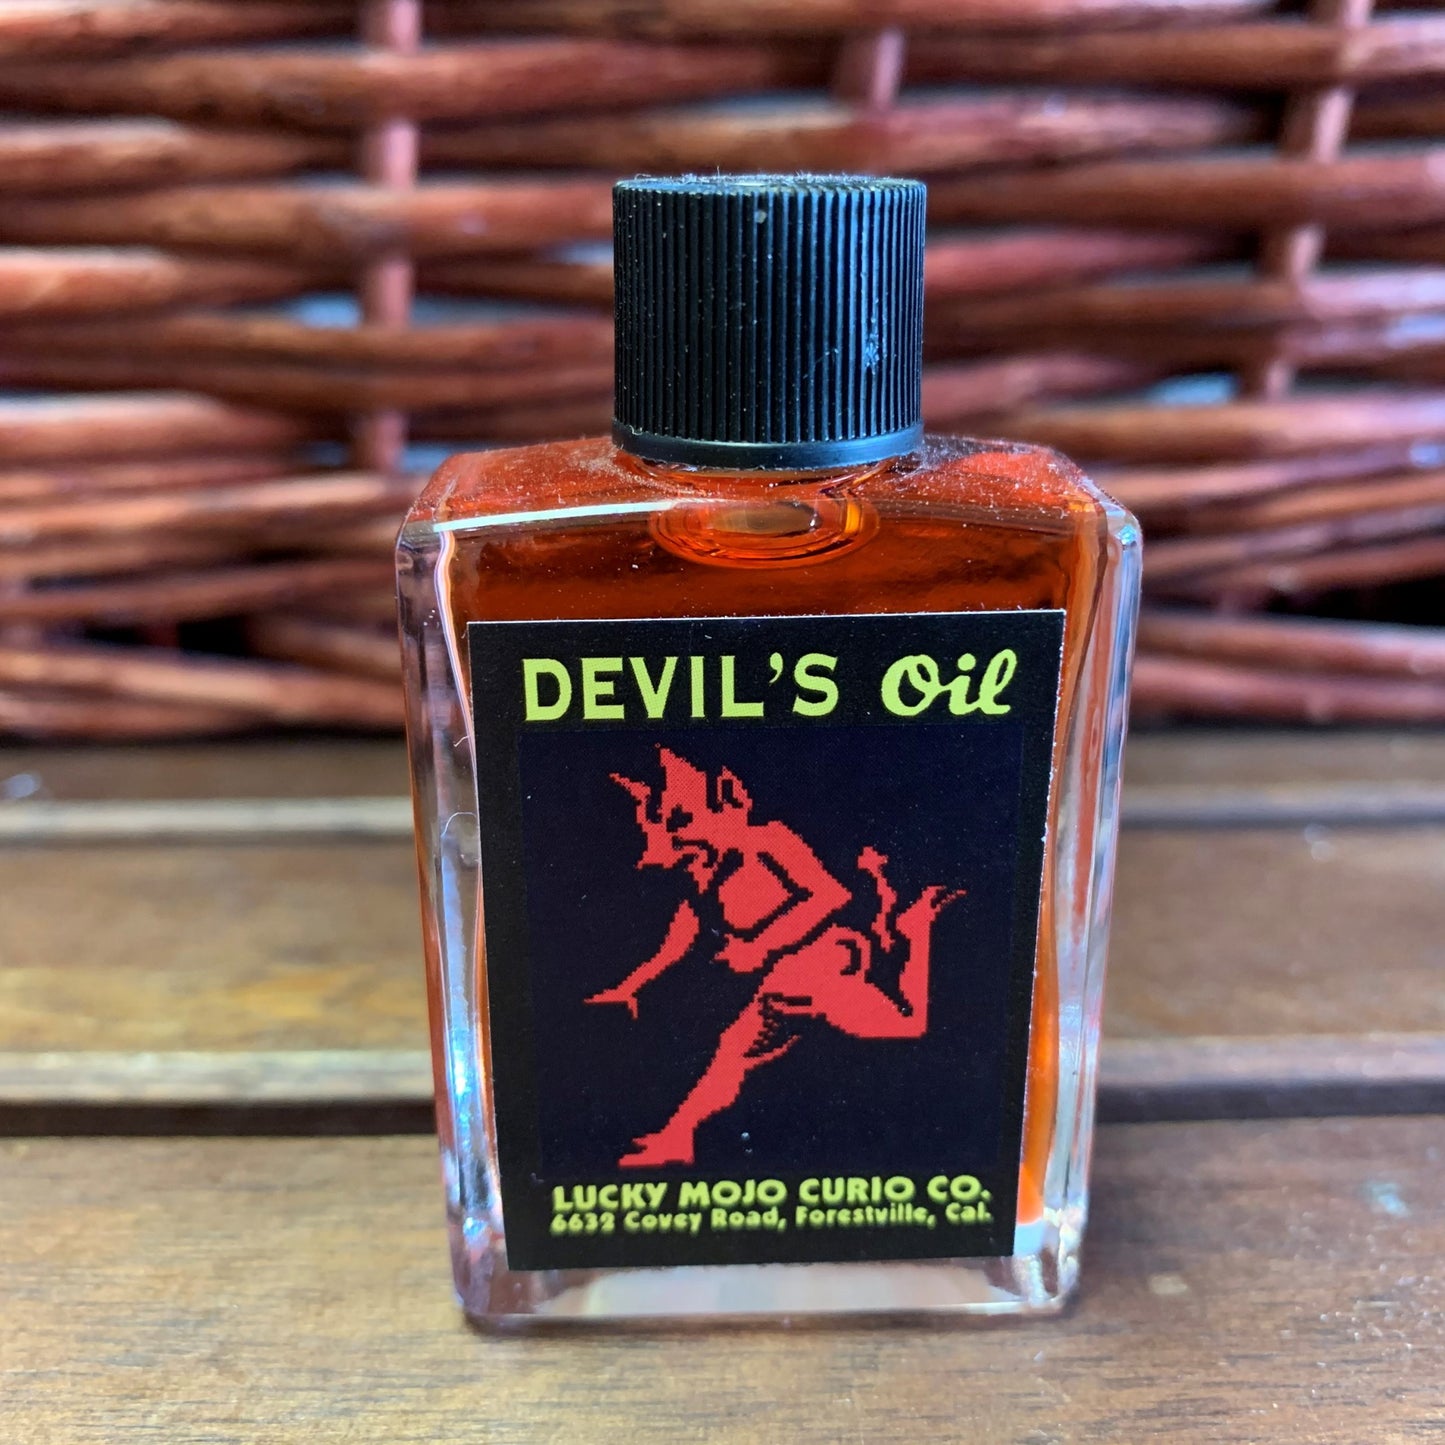 DEVIL'S Oil
LUCKY MOJO CURIO CO.
6632 Covey Road, Forestville, Cal.